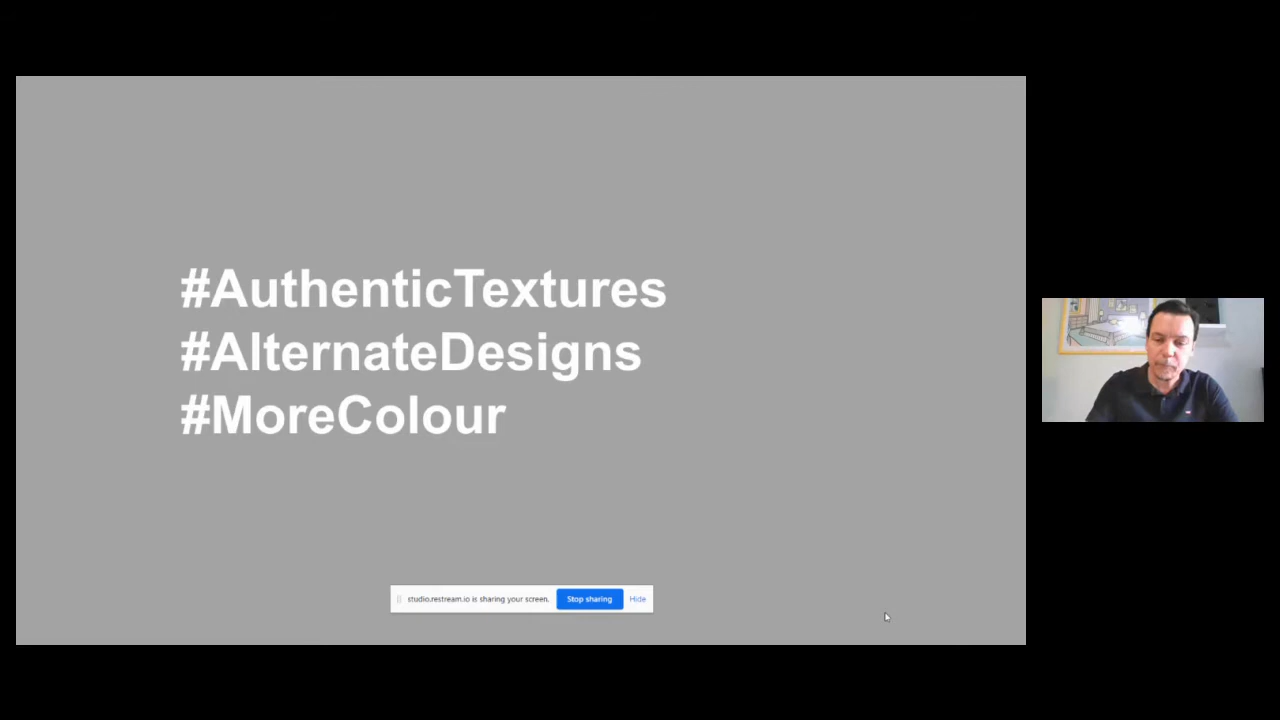 #AuthenticTextures
#AlternateDesigns
#MoreColour
studio.restream.io is sharing your screen. Stop sharing Hide